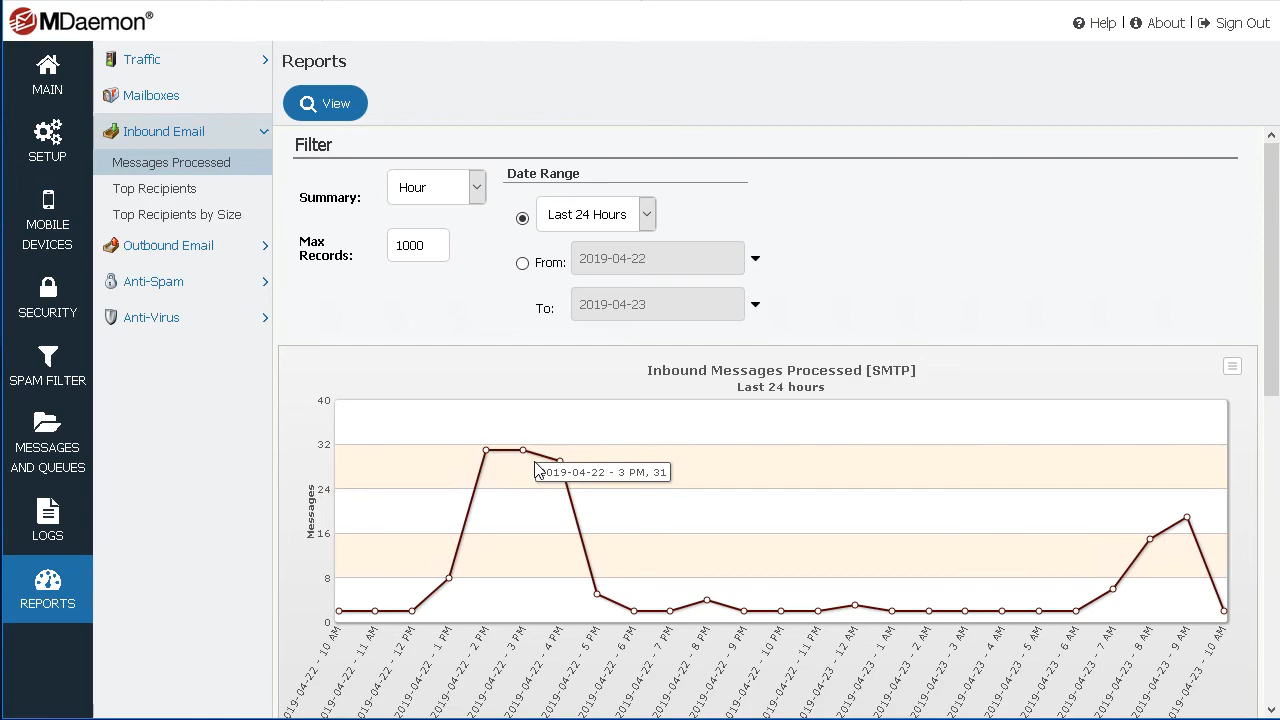 MDaemon®
Help | About | Sign Out
MAIN
SETUP
MOBILE
DEVICES
SECURITY
SPAM FILTER
MESSAGES
AND QUEUES
LOGS
REPORTS
Traffic
Mailboxes
Inbound Email
Messages Processed
Top Recipients
Top Recipients by Size
Outbound Email
Anti-Spam
Anti-Virus
Reports
View
Filter
Summary:
Hour
Max
Records:
1000
Date Range
Last 24 Hours
From:
2019-04-22
To:
2019-04-23
Inbound Messages Processed [SMTP]
Last 24 hours
Messages
40
32
24
16
8
0
2019-04-22 - 3 PM, 31
2019-04-22 - 10 AM
2019-04-22 - 11 AM
2019-04-22 - 12 PM
2019-04-22 - 1 PM
2019-04-22 - 2 PM
2019-04-22 - 3 PM
2019-04-22 - 4 PM
2019-04-22 - 5 PM
2019-04-22 - 6 PM
2019-04-22 - 7 PM
2019-04-22 - 8 PM
2019-04-22 - 9 PM
2019-04-22 - 10 PM
2019-04-22 - 11 PM
2019-04-23 - 12 AM
2019-04-23 - 1 AM
2019-04-23 - 2 AM
2019-04-23 - 3 AM
2019-04-23 - 4 AM
2019-04-23 - 5 AM
2019-04-23 - 6 AM
2019-04-23 - 7 AM
2019-04-23 - 8 AM
2019-04-23 - 9 AM
2019-04-23 - 10 AM